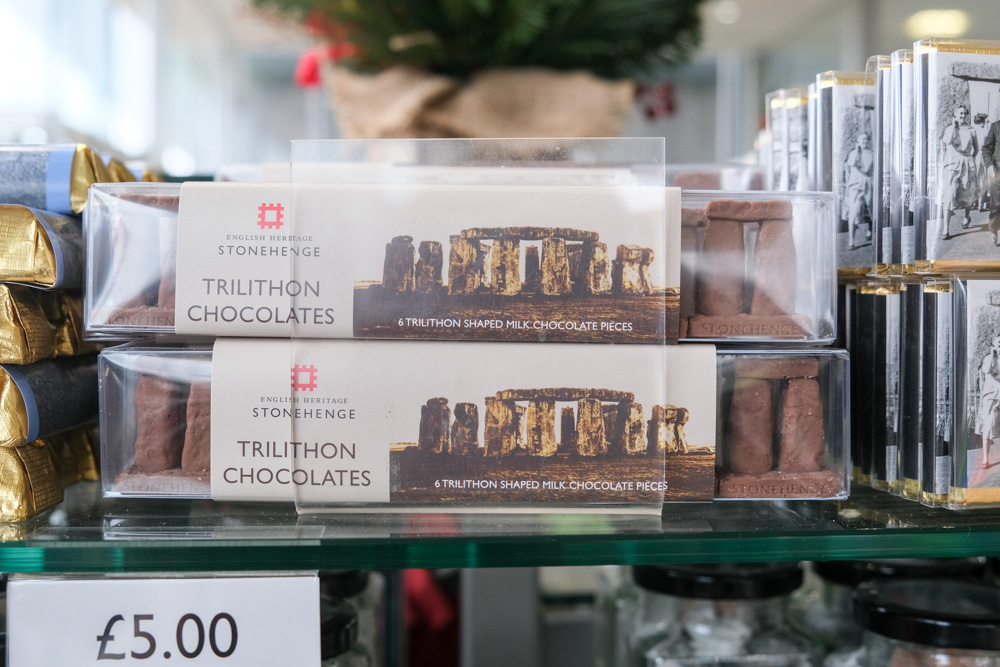 ENGLISH HERITAGE
STONEHENGE
TRILITHON
CHOCOLATES
6 TRILITHON SHAPED MILK CHOCOLATE PIECES
STONEHENGE
STONEHENGE
ENGLISH HERITAGE
STONEHENGE
TRILITHON
CHOCOLATES
6 TRILITHON SHAPED MILK CHOCOLATE PIECES
STONEHENGE
STONEHENGE
£5.00